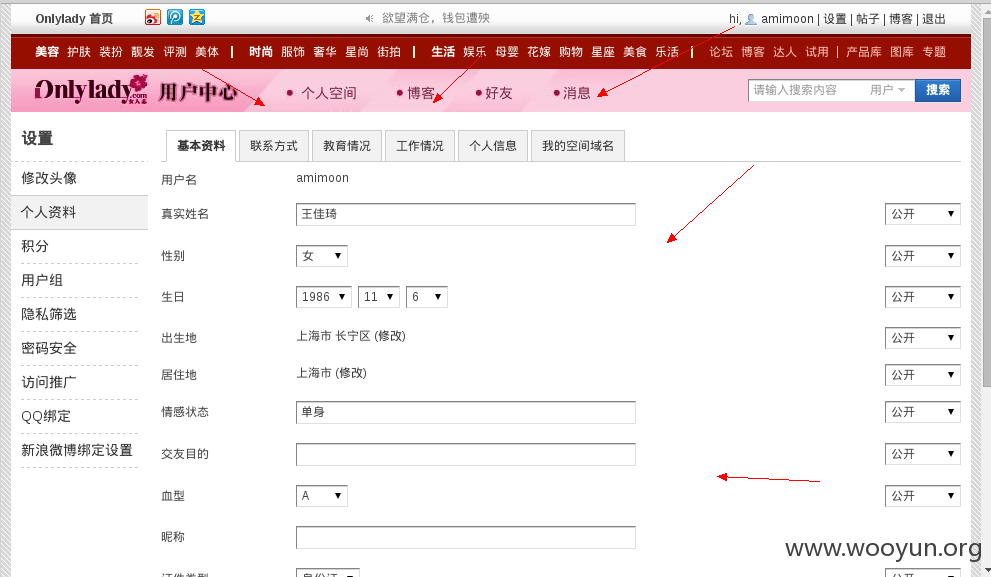 Onlylady 首页 欲望满仓，钱包遭殃 hi, amimoon | 设置 | 帖子 | 博客 | 退出
美容 护肤 装扮 靓发 评测 美体 | 时尚 服饰 奢华 星尚 街拍 | 生活 娱乐 母婴 花嫁 购物 星座 美食 乐活 | 论坛 博客 达人 试用 | 产品库 图库 专题
Onlylady.com 女人志 用户中心 • 个人空间 • 博客 • 好友 • 消息 请输入搜索内容 用户 搜索
设置
修改头像
个人资料
积分
用户组
隐私筛选
密码安全
访问推广
QQ绑定
新浪微博绑定设置
基本资料 联系方式 教育情况 工作情况 个人信息 我的空间域名
用户名 amimoon
真实姓名 王佳琦 公开
性别 女 公开
生日 1986 11 6 公开
出生地 上海市 长宁区 (修改) 公开
居住地 上海市 (修改) 公开
情感状态 单身 公开
交友目的 公开
血型 A 公开
昵称
证件类型 身份证 公开
www.wooyun.org